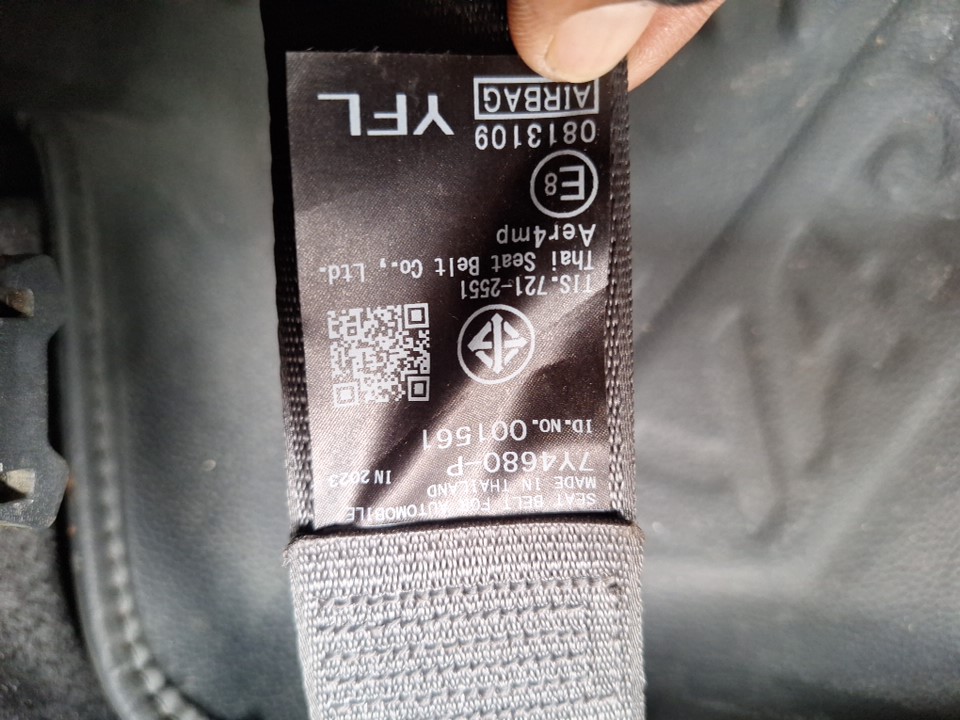 SEAT BELT FOR AUTOMOBILE
MADE IN THAILAND
7Y4680-P IN 2023
ID.NO. 001561
TIS.721-2551
Thai Seat Belt Co., Ltd.
Aer4mp
E8
0813109
AIRBAG YFL